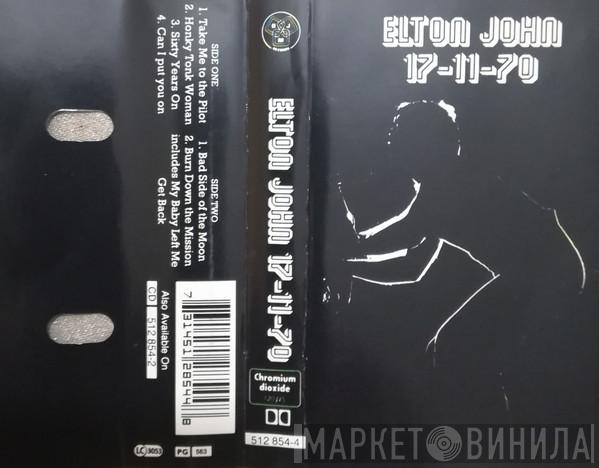 ELTON JOHN
17-11-70
SIDE ONE
1. Take Me to the Pilot
2. Honky Tonk Woman
3. Sixty Years On
4. Can I put you on
SIDE TWO
1. Bad Side of the Moon
2. Burn Down the Mission
includes My Baby Left Me
Get Back
Also Available On
CD 512 854-2
7 31451 28544 8
LC 3053
PG 563
ELTON JOHN 17-11-70
Chromium
dioxide
512 854-4
МАРКЕТ ВИНИЛА